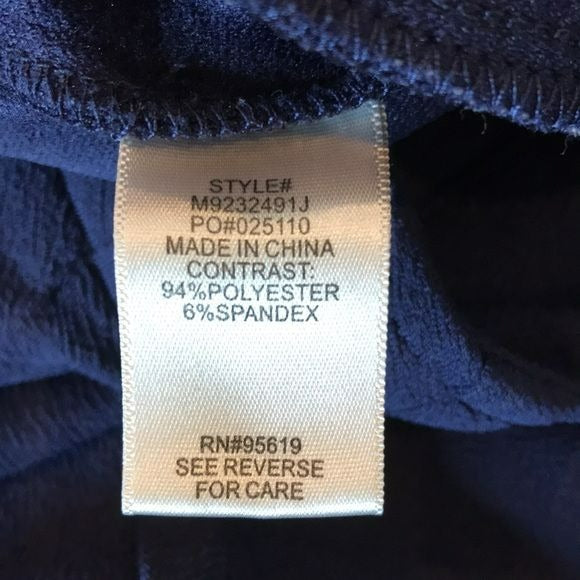 STYLE#
M9232491J
PO#025110
MADE IN CHINA
CONTRAST:
94%POLYESTER
6%SPANDEX
RN#95619
SEE REVERSE
FOR CARE